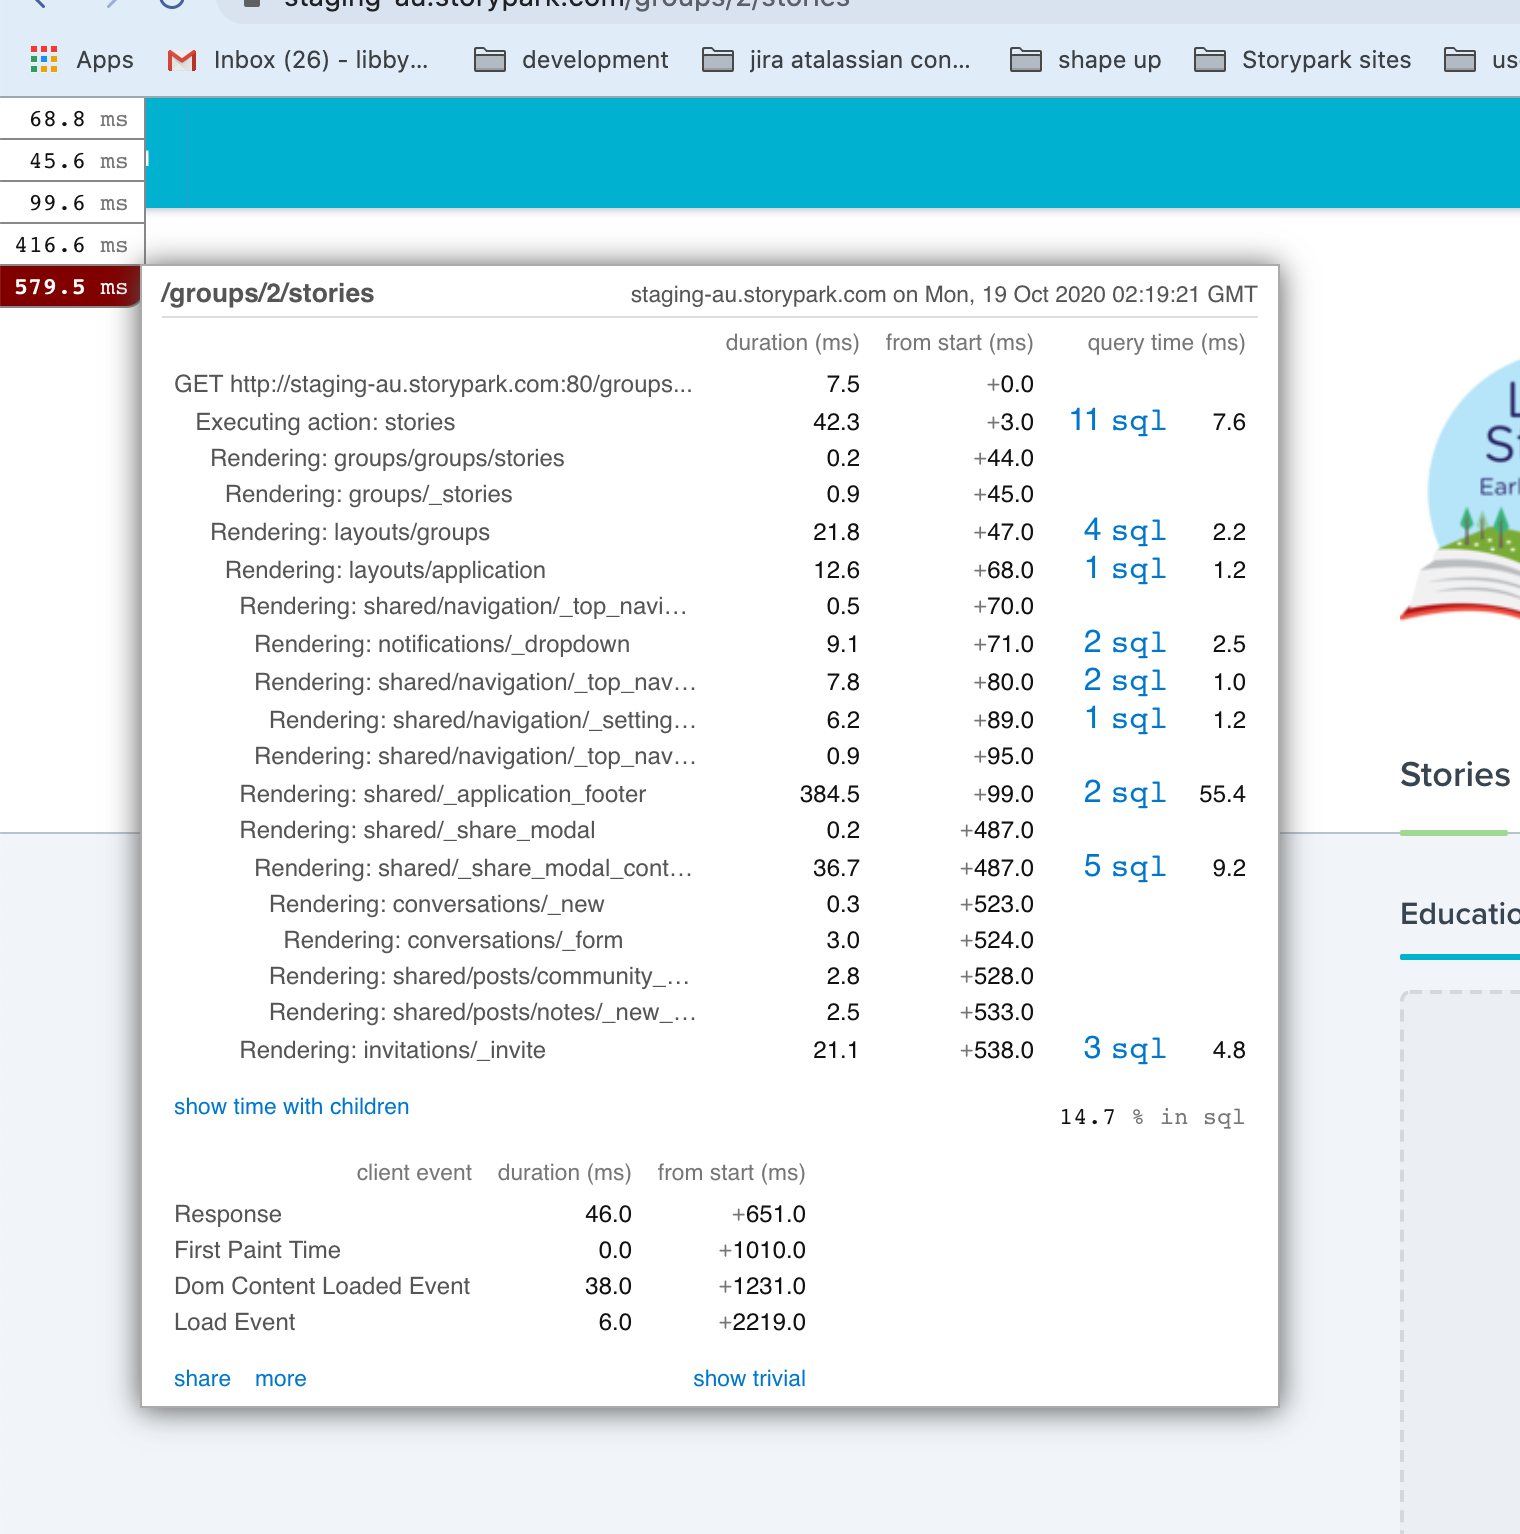 staging-au.storypark.com/groups/2/stories
Apps Inbox (26) - libby... development jira atalassian con... shape up Storypark sites us
68.8 ms
45.6 ms
99.6 ms
416.6 ms
579.5 ms
/groups/2/stories staging-au.storypark.com on Mon, 19 Oct 2020 02:19:21 GMT
duration (ms) from start (ms) query time (ms)
GET http://staging-au.storypark.com:80/groups... 7.5 +0.0
Executing action: stories 42.3 +3.0 11 sql 7.6
Rendering: groups/groups/stories 0.2 +44.0
Rendering: groups/_stories 0.9 +45.0
Rendering: layouts/groups 21.8 +47.0 4 sql 2.2
Rendering: layouts/application 12.6 +68.0 1 sql 1.2
Rendering: shared/navigation/_top_navi... 0.5 +70.0
Rendering: notifications/_dropdown 9.1 +71.0 2 sql 2.5
Rendering: shared/navigation/_top_nav... 7.8 +80.0 2 sql 1.0
Rendering: shared/navigation/_setting... 6.2 +89.0 1 sql 1.2
Rendering: shared/navigation/_top_nav... 0.9 +95.0
Rendering: shared/_application_footer 384.5 +99.0 2 sql 55.4
Rendering: shared/_share_modal 0.2 +487.0
Rendering: shared/_share_modal_cont... 36.7 +487.0 5 sql 9.2
Rendering: conversations/_new 0.3 +523.0
Rendering: conversations/_form 3.0 +524.0
Rendering: shared/posts/community_... 2.8 +528.0
Rendering: shared/posts/notes/_new_... 2.5 +533.0
Rendering: invitations/_invite 21.1 +538.0 3 sql 4.8
show time with children 14.7 % in sql
client event duration (ms) from start (ms)
Response 46.0 +651.0
First Paint Time 0.0 +1010.0
Dom Content Loaded Event 38.0 +1231.0
Load Event 6.0 +2219.0
share more show trivial
L
St
Earl
Stories
Educatio